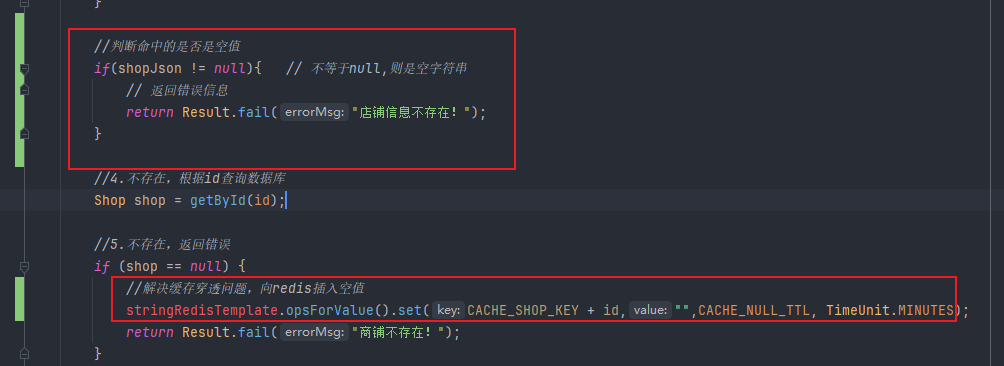 }
//判断命中的是否是空值
if(shopJson != null){ // 不等于null,则是空字符串
// 返回错误信息
return Result.fail( errorMsg: "店铺信息不存在！");
}
//4.不存在，根据id查询数据库
Shop shop = getById(id);
//5.不存在，返回错误
if (shop == null) {
//解决缓存穿透问题，向redis插入空值
stringRedisTemplate.opsForValue().set( key: CACHE_SHOP_KEY + id, value: "",CACHE_NULL_TTL, TimeUnit.MINUTES);
return Result.fail( errorMsg: "商铺不存在！");
}